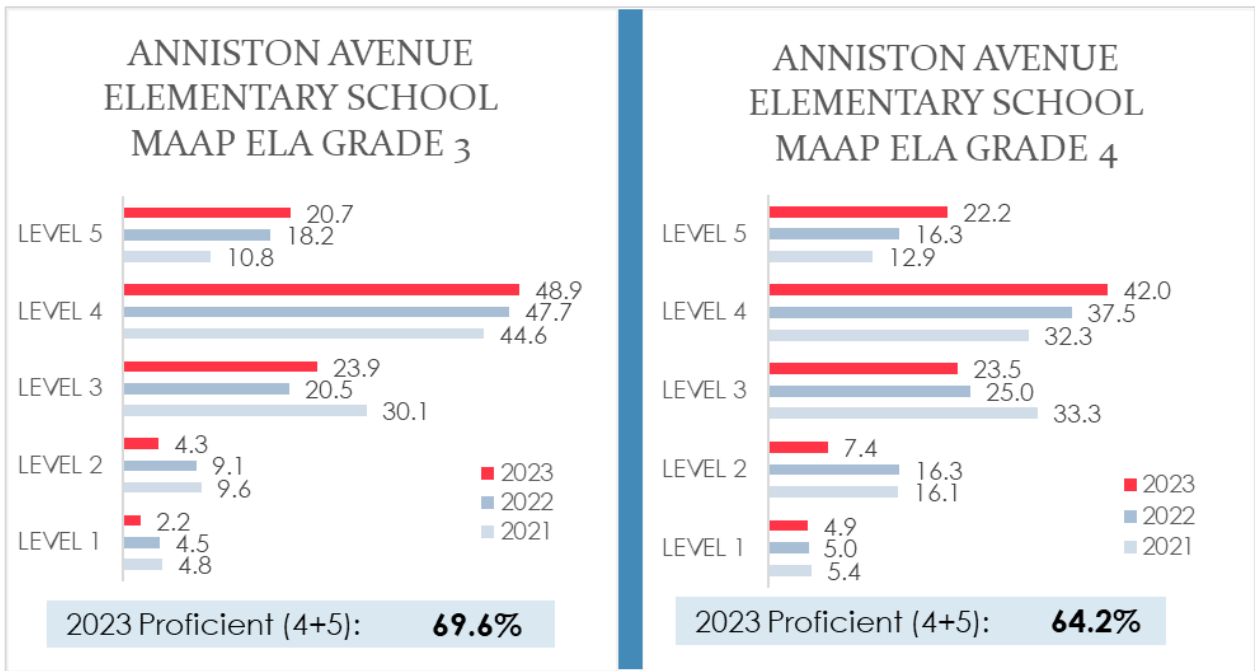 ANNISTON AVENUE
ELEMENTARY SCHOOL
MAAP ELA GRADE 3
LEVEL 5
20.7
18.2
10.8
LEVEL 4
48.9
47.7
44.6
LEVEL 3
23.9
20.5
30.1
LEVEL 2
4.3
9.1
9.6
LEVEL 1
2.2
4.5
4.8
2023
2022
2021
2023 Proficient (4+5): 69.6%
ANNISTON AVENUE
ELEMENTARY SCHOOL
MAAP ELA GRADE 4
LEVEL 5
22.2
16.3
12.9
LEVEL 4
42.0
37.5
32.3
LEVEL 3
23.5
25.0
33.3
LEVEL 2
7.4
16.3
16.1
LEVEL 1
4.9
5.0
5.4
2023
2022
2021
2023 Proficient (4+5): 64.2%